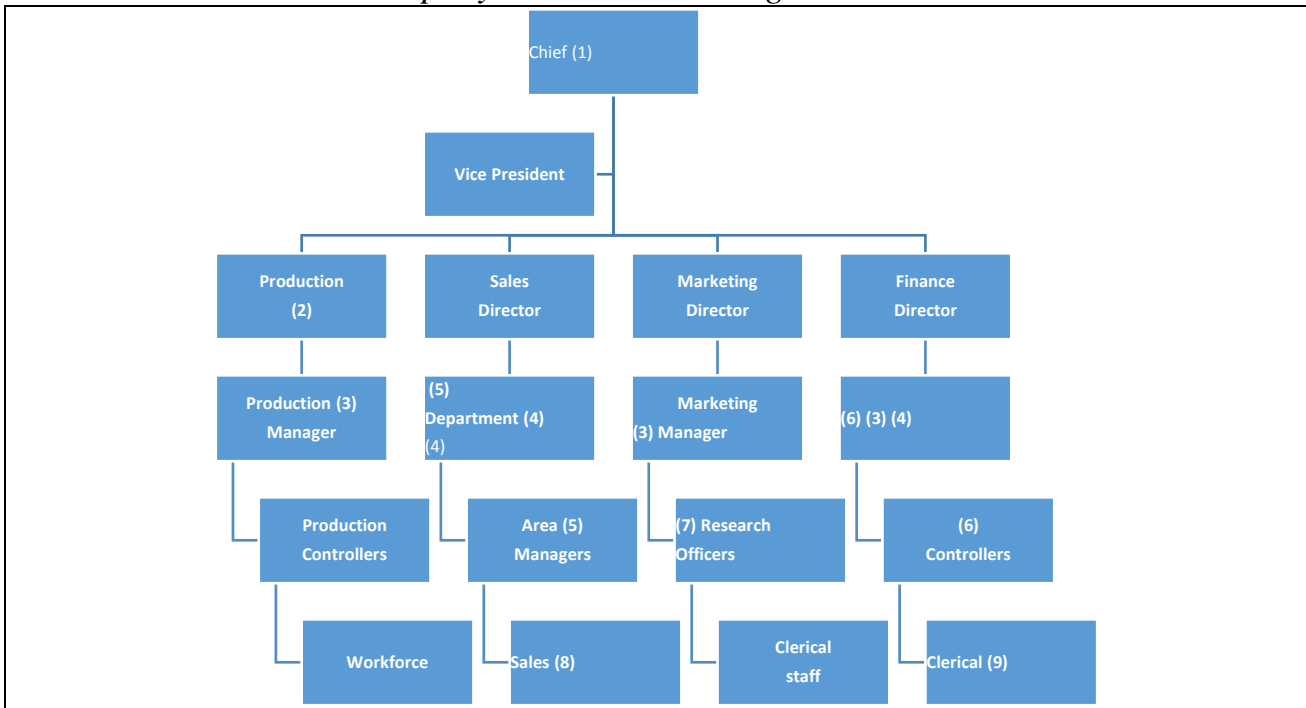 Chief (1)
Vice President
Production
(2)
Sales
Director
Marketing
Director
Finance
Director
Production (3)
Manager
(5)
Department (4)
(4)
Marketing
(3) Manager
(6) (3) (4)
Production
Controllers
Area (5)
Managers
(7) Research
Officers
(6)
Controllers
Workforce
Sales (8)
Clerical
staff
Clerical (9)